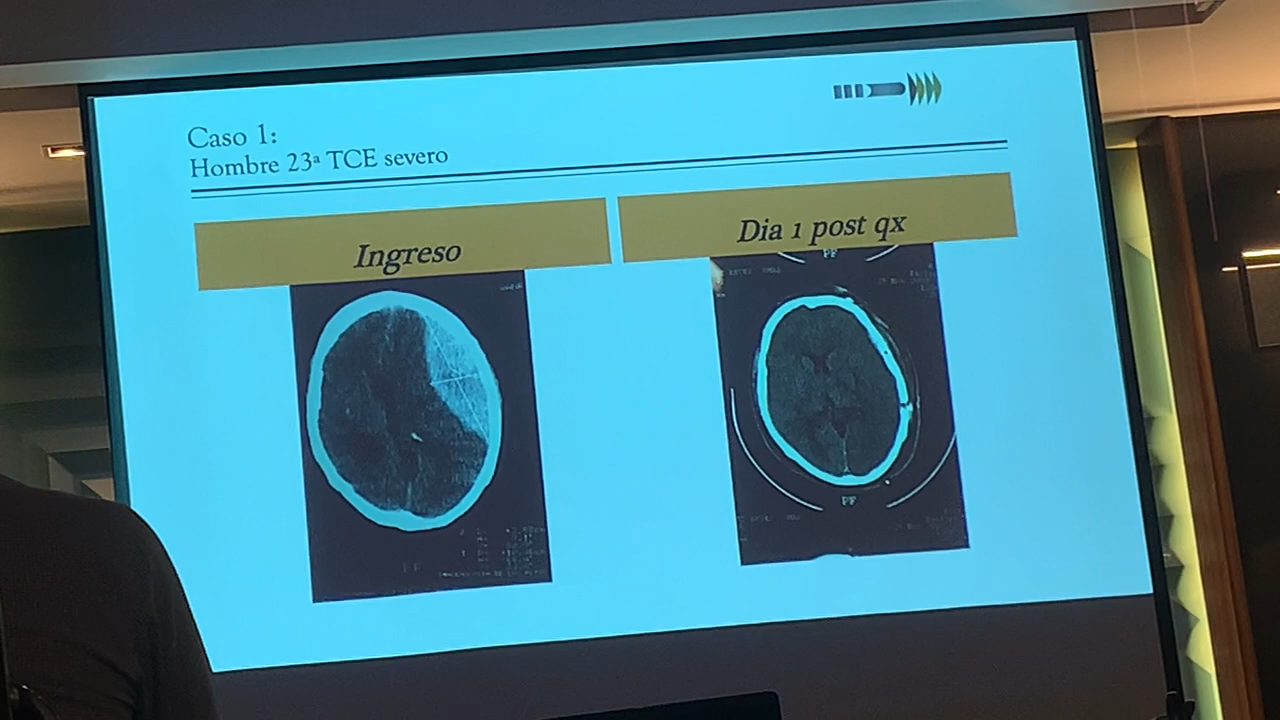 Caso 1:
Hombre 23ª TCE severo
Ingreso
Dia 1 post qx
PF
PF